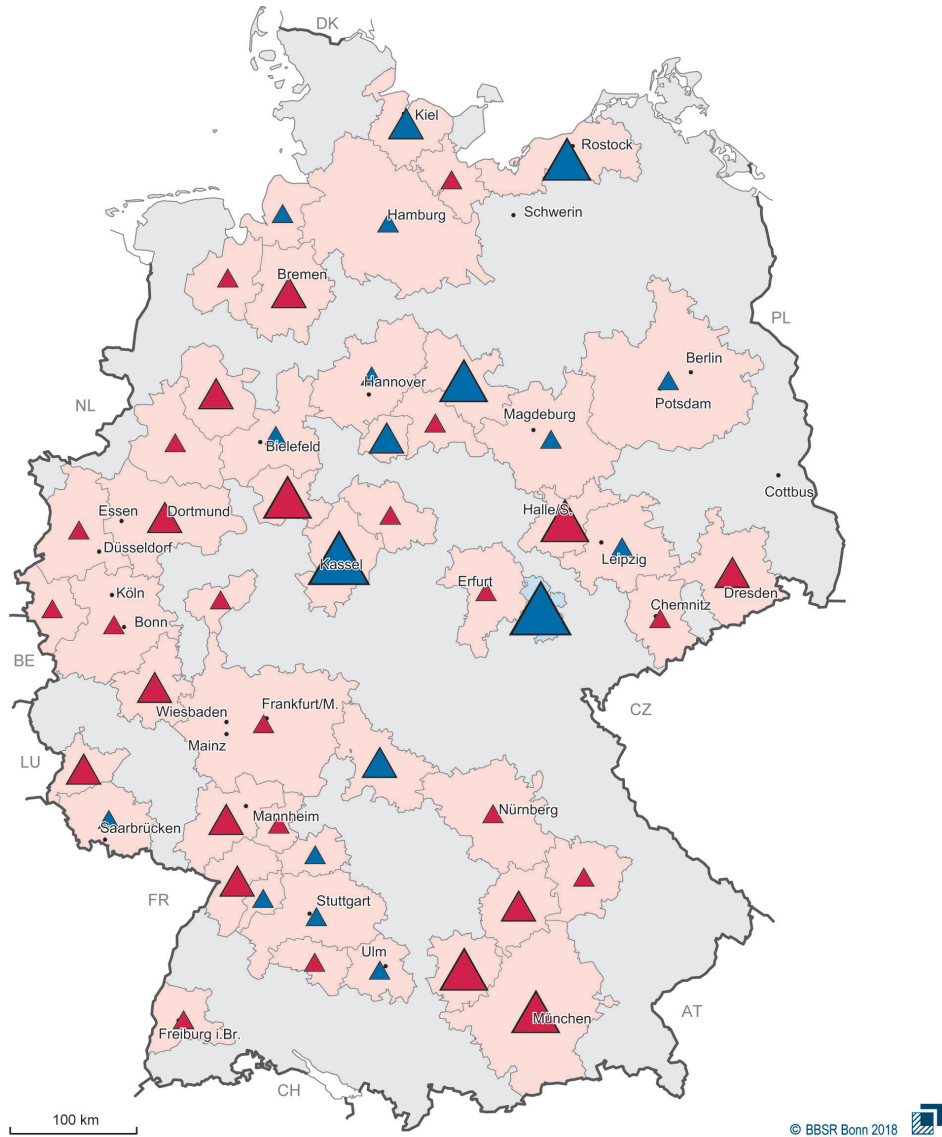 DK
Kiel
Rostock
Schwerin
Hamburg
Bremen
PL
Berlin
Hannover
Potsdam
NL
Magdeburg
Bielefeld
Cottbus
Essen
Dortmund
Halle/S.
Düsseldorf
Leipzig
Kassel
Erfurt
Köln
Dresden
Chemnitz
Bonn
BE
CZ
Frankfurt/M.
Wiesbaden
Mainz
LU
Nürnberg
Mannheim
Saarbrücken
FR
Stuttgart
Ulm
AT
München
Freiburg i.Br.
CH
100 km
© BBSR Bonn 2018